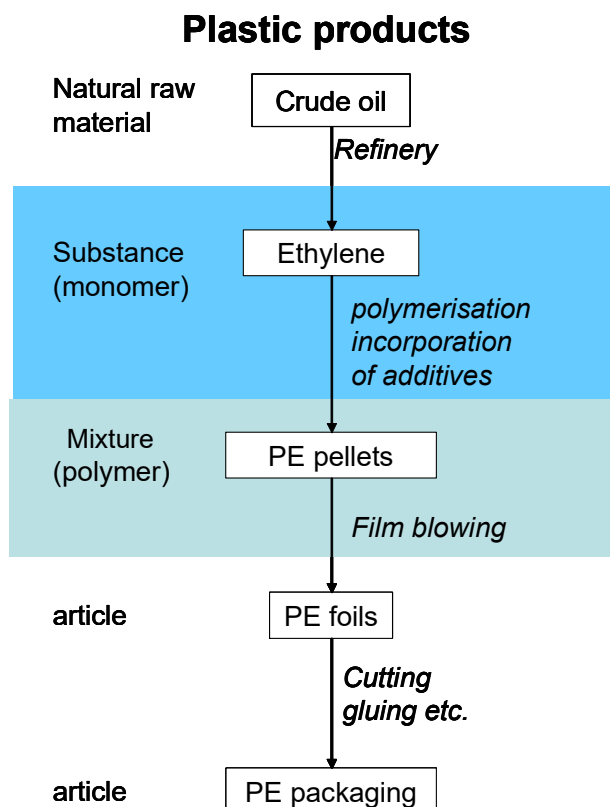 Plastic products
Natural raw
material
Crude oil
Refinery
Substance
(monomer)
Ethylene
polymerisation
incorporation
of additives
Mixture
(polymer)
PE pellets
Film blowing
article
PE foils
Cutting
gluing etc.
article
PE packaging